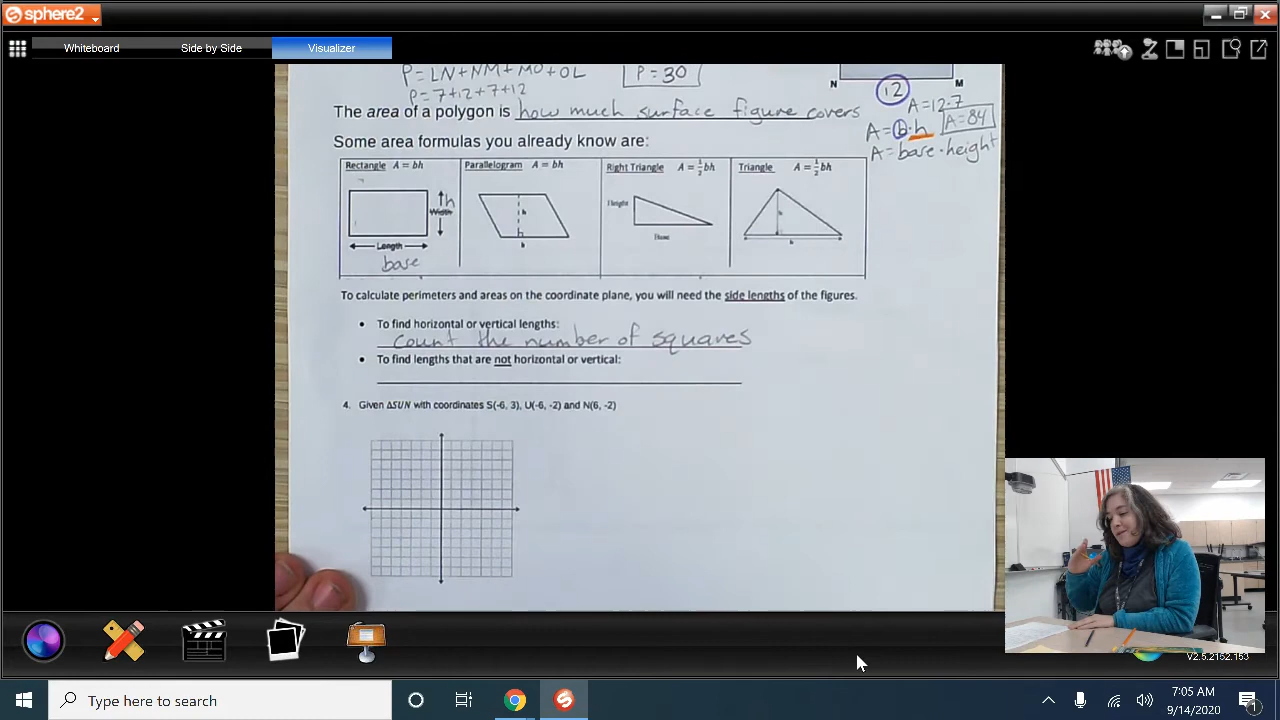 sphere2
Whiteboard Side by Side Visualizer
P = LN + NM + MO + OL P = 30
P = 7+12+7+12
N 12 M
A = 12·7
The area of a polygon is how much surface figure covers
A = b·h A = 84
Some area formulas you already know are:
A = base · height
Rectangle A = bh Parallelogram A = bh Right Triangle A = ½bh Triangle A = ½bh
h
Width
Height
h
h
Length
base
b
Base
b
To calculate perimeters and areas on the coordinate plane, you will need the side lengths of the figures.
• To find horizontal or vertical lengths:
count the number of squares
• To find lengths that are not horizontal or vertical:
4. Given ΔSUN with coordinates S(-6, 3), U(-6, -2) and N(6, -2)
V2.5.2152.153
Type here to search
7:05 AM
9/14/2020
1